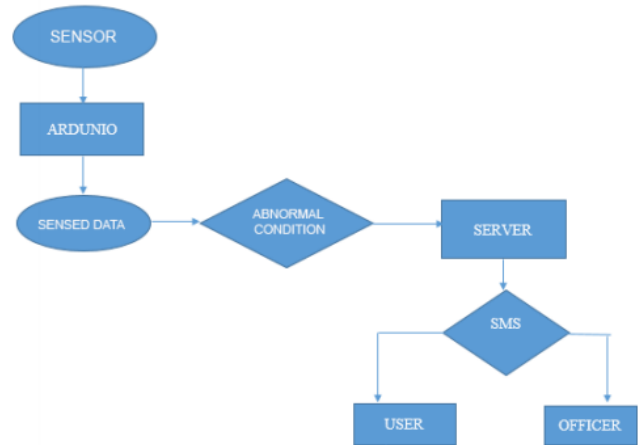 SENSOR
ARDUNIO
SENSED DATA
ABNORMAL
CONDITION
SERVER
SMS
USER
OFFICER